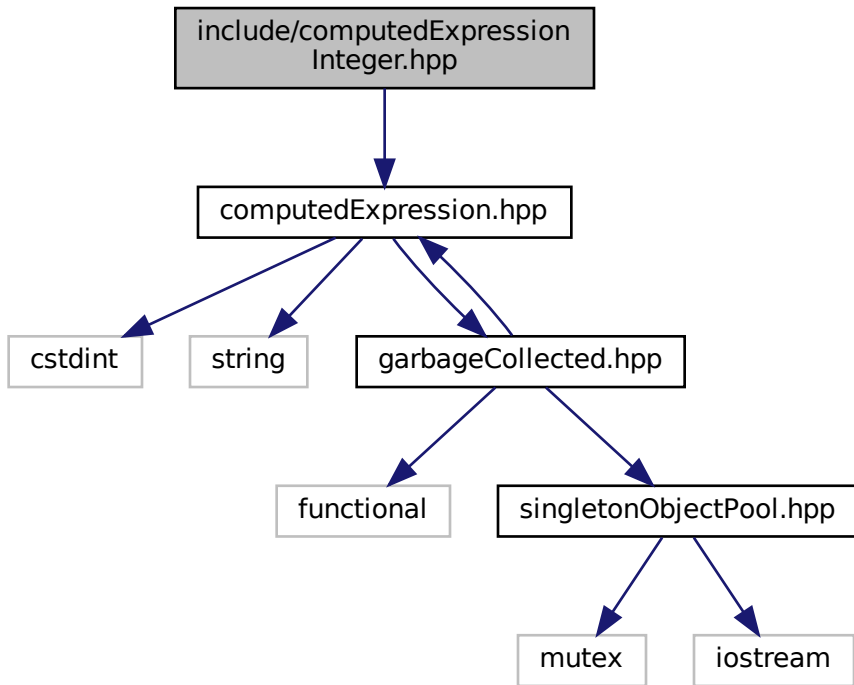 include/computedExpression
Integer.hpp
computedExpression.hpp
cstdint
string
garbageCollected.hpp
functional
singletonObjectPool.hpp
mutex
iostream